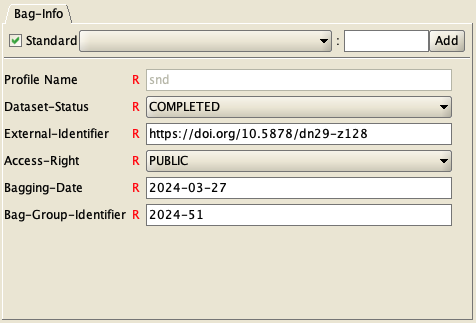 Bag-Info
Standard : Add
Profile Name R snd
Dataset-Status R COMPLETED
External-Identifier R https://doi.org/10.5878/dn29-z128
Access-Right R PUBLIC
Bagging-Date R 2024-03-27
Bag-Group-Identifier R 2024-51